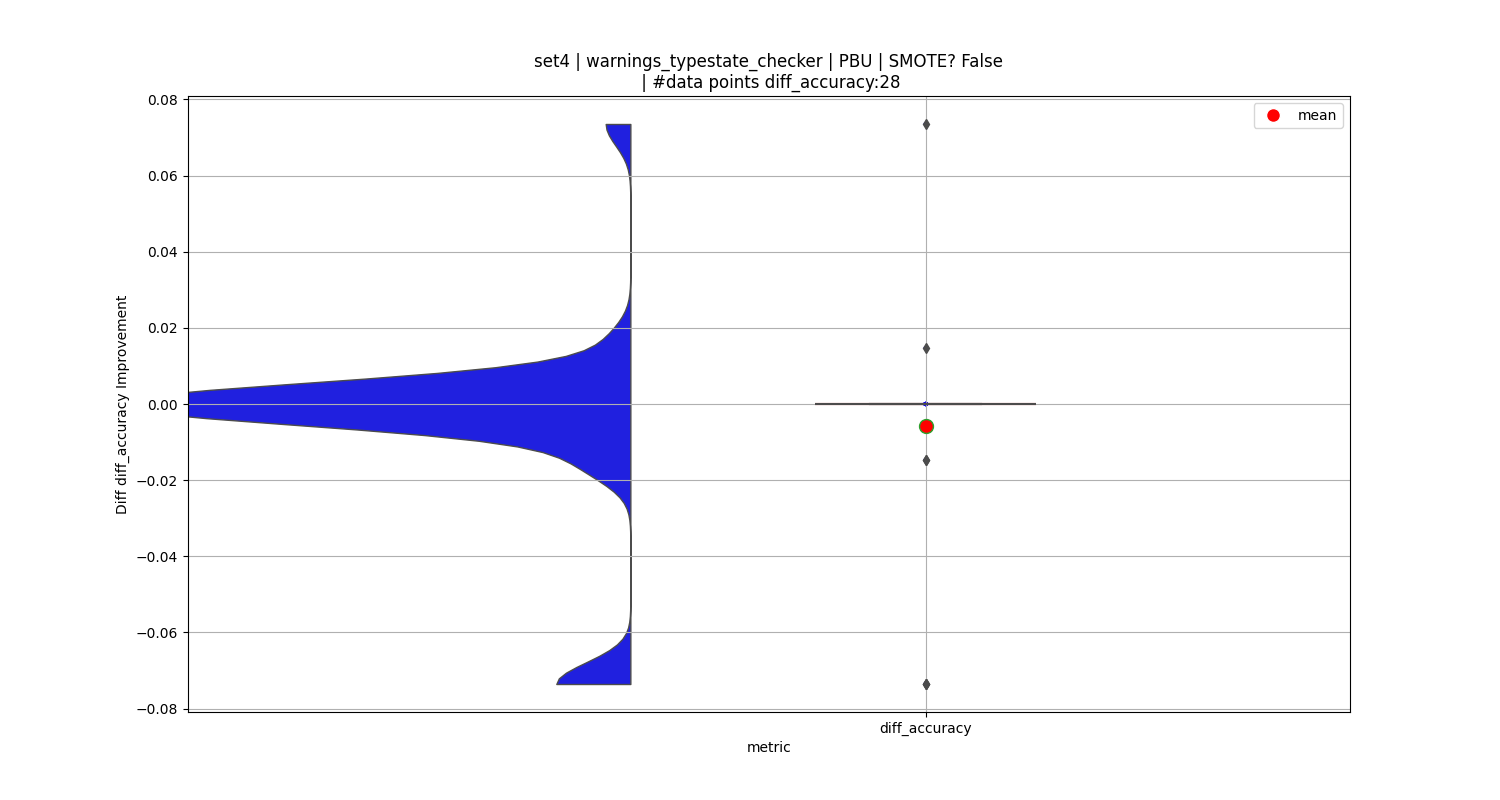 set4 | warnings_typestate_checker | PBU | SMOTE? False
| #data points diff_accuracy:28
mean
0.08
0.06
0.04
0.02
0.00
−0.02
−0.04
−0.06
−0.08
Diff diff_accuracy Improvement
diff_accuracy
metric